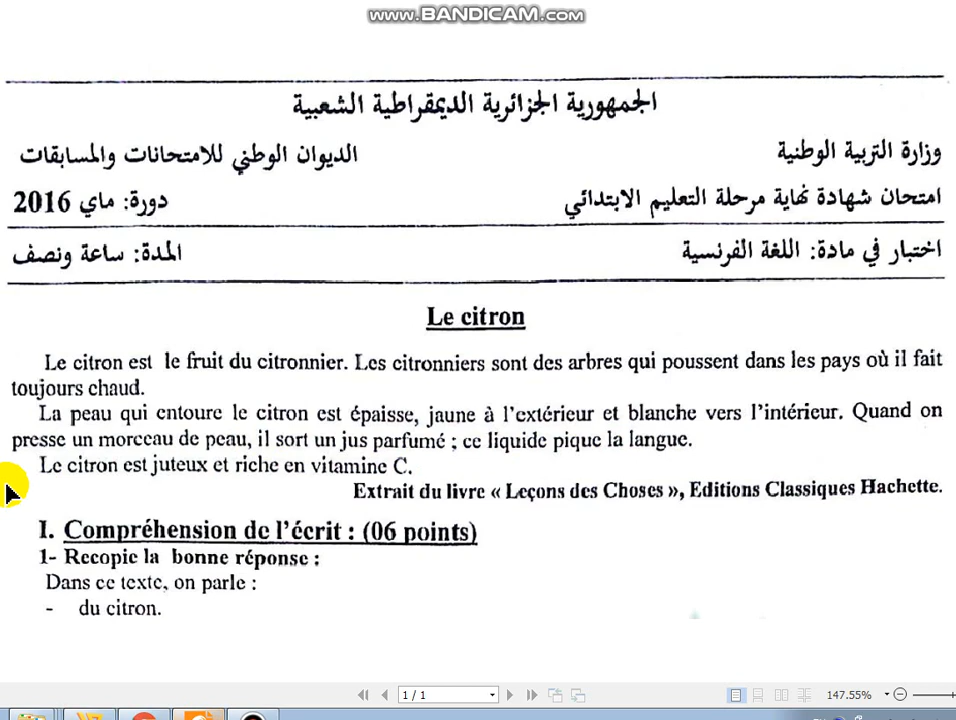 www.BANDICAM.com
الجمهورية الجزائرية الديمقراطية الشعبية
وزارة التربية الوطنية الديوان الوطني للامتحانات والمسابقات
امتحان شهادة نهاية مرحلة التعليم الابتدائي دورة: ماي 2016
اختبار في مادة: اللغة الفرنسية المدة: ساعة ونصف
Le citron
Le citron est le fruit du citronnier. Les citronniers sont des arbres qui poussent dans les pays où il fait
toujours chaud.
La peau qui entoure le citron est épaisse, jaune à l'extérieur et blanche vers l'intérieur. Quand on
presse un morceau de peau, il sort un jus parfumé ; ce liquide pique la langue.
Le citron est juteux et riche en vitamine C.
Extrait du livre « Leçons des Choses », Editions Classiques Hachette.
I. Compréhension de l'écrit : (06 points)
1- Recopie la bonne réponse :
Dans ce texte, on parle :
- du citron.
1 / 1 147.55%